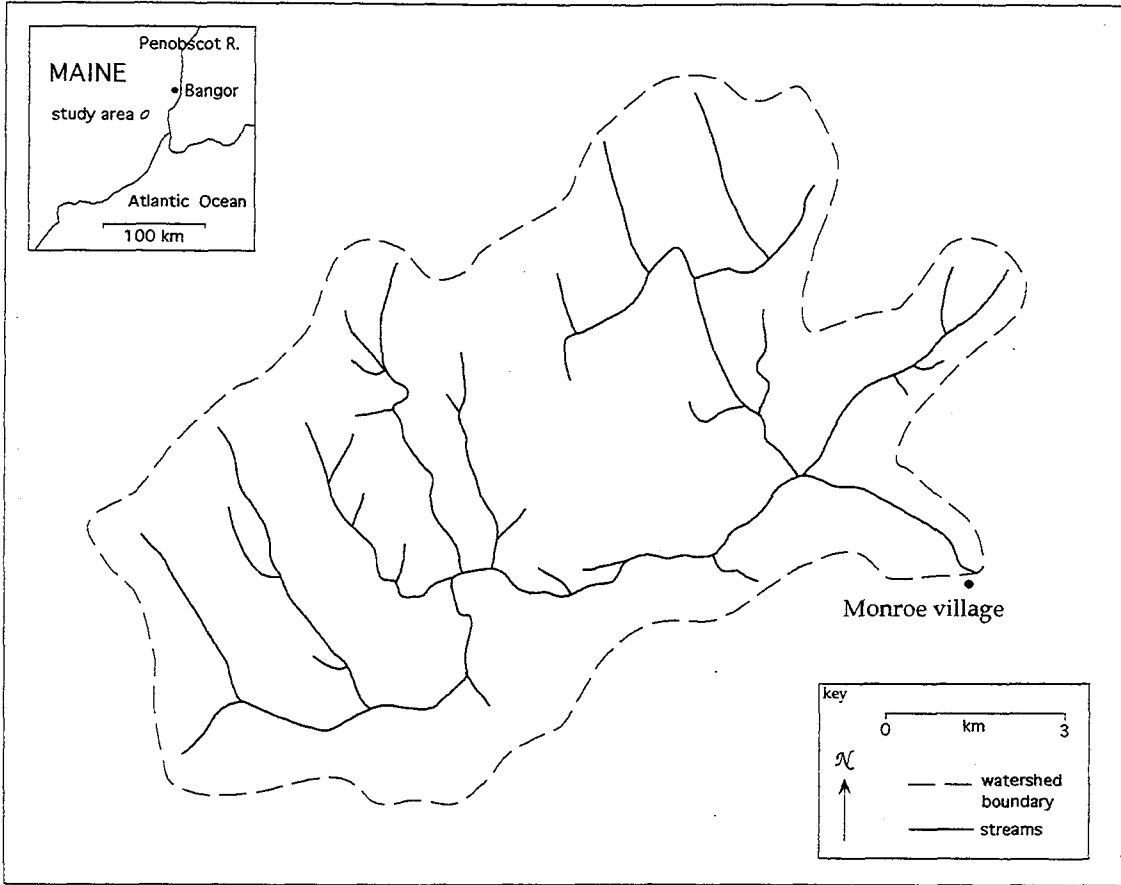 Penobscot R.
MAINE
Bangor
study area
Atlantic Ocean
100 km
Monroe village
key
0 km 3
N
watershed
boundary
streams